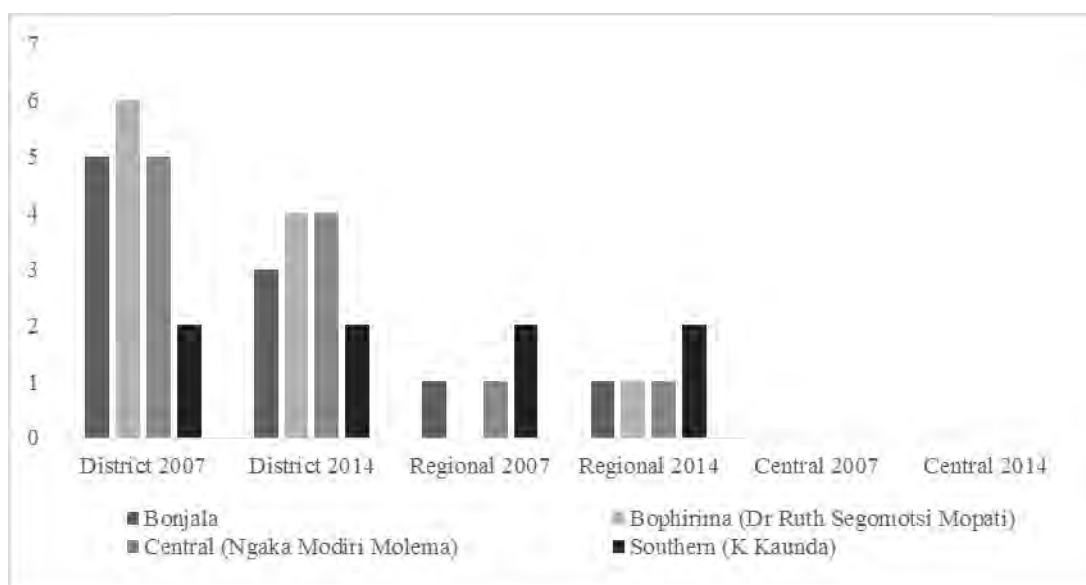 7
6
5
4
3
2
1
0
District 2007 District 2014 Regional 2007 Regional 2014 Central 2007 Central 2014
Bonjala Bophirima (Dr Ruth Segomotsi Mopati)
Central (Ngaka Modiri Molema) Southern (K Kaunda)